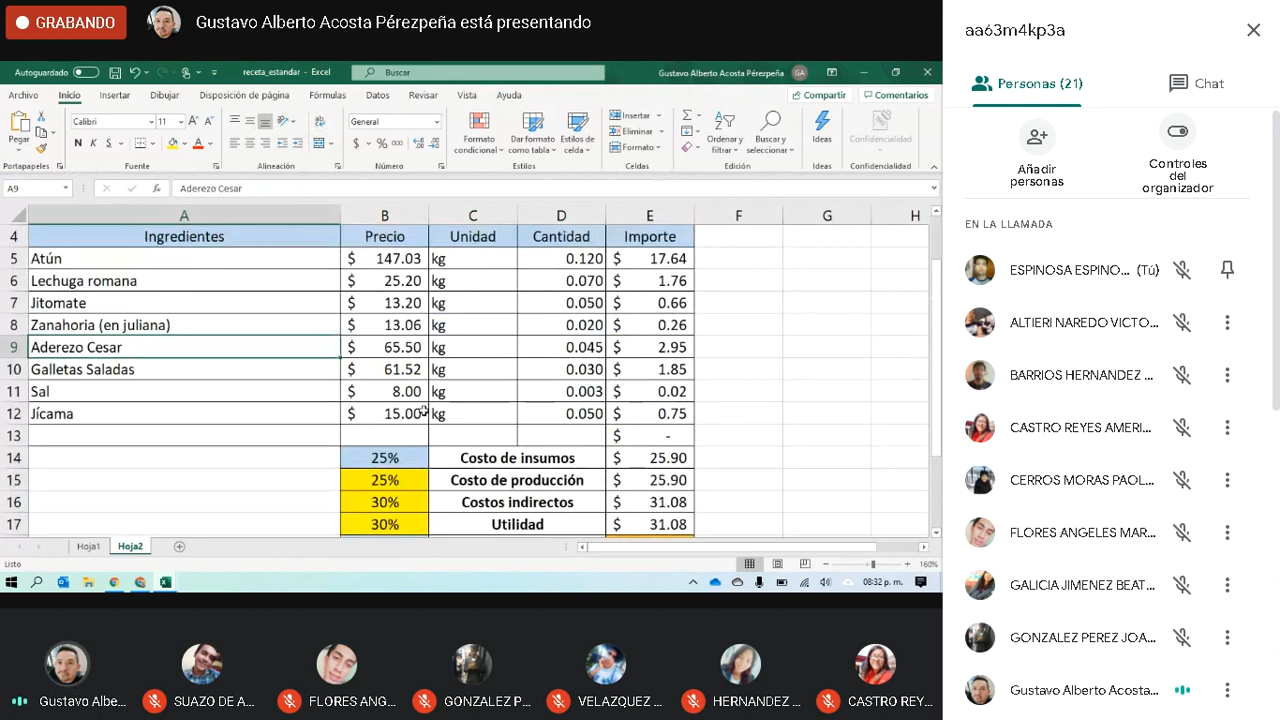 GRABANDO
Gustavo Alberto Acosta Pérezpeña está presentando
Autoguardado
receta_estandar - Excel
Buscar
Gustavo Alberto Acosta Pérezpeña
GA
Archivo Inicio Insertar Dibujar Disposición de página Fórmulas Datos Revisar Vista Ayuda
Compartir
Comentarios
Pegar
Calibri 11
N K S
General
$ % 000
Formato condicional
Dar formato como tabla
Estilos de celda
Insertar
Eliminar
Formato
Ordenar y filtrar
Buscar y seleccionar
Ideas
Confidencialidad
Portapapeles Fuente Alineación Número Estilos Celdas Edición Ideas Confidencialidad
A9 fx Aderezo Cesar
A B C D E F G H
4 Ingredientes Precio Unidad Cantidad Importe
5 Atún $ 147.03 kg 0.120 $ 17.64
6 Lechuga romana $ 25.20 kg 0.070 $ 1.76
7 Jitomate $ 13.20 kg 0.050 $ 0.66
8 Zanahoria (en juliana) $ 13.06 kg 0.020 $ 0.26
9 Aderezo Cesar $ 65.50 kg 0.045 $ 2.95
10 Galletas Saladas $ 61.52 kg 0.030 $ 1.85
11 Sal $ 8.00 kg 0.003 $ 0.02
12 Jícama $ 15.00 kg 0.050 $ 0.75
13 $ -
14 25% Costo de insumos $ 25.90
15 25% Costo de producción $ 25.90
16 30% Costos indirectos $ 31.08
17 30% Utilidad $ 31.08
Hoja1 Hoja2
Listo
160%
08:32 p. m.
Gustavo Albe...
SUAZO DE A...
FLORES ANG...
GONZALEZ P...
VELAZQUEZ ...
HERNANDEZ ...
CASTRO REY...
aa63m4kp3a
Personas (21)
Chat
Añadir personas
Controles del organizador
EN LA LLAMADA
ESPINOSA ESPINO... (Tú)
ALTIERI NAREDO VICTO...
BARRIOS HERNANDEZ ...
CASTRO REYES AMERI...
CERROS MORAS PAOL...
FLORES ANGELES MAR...
GALICIA JIMENEZ BEAT...
GONZALEZ PEREZ JOA...
Gustavo Alberto Acosta...